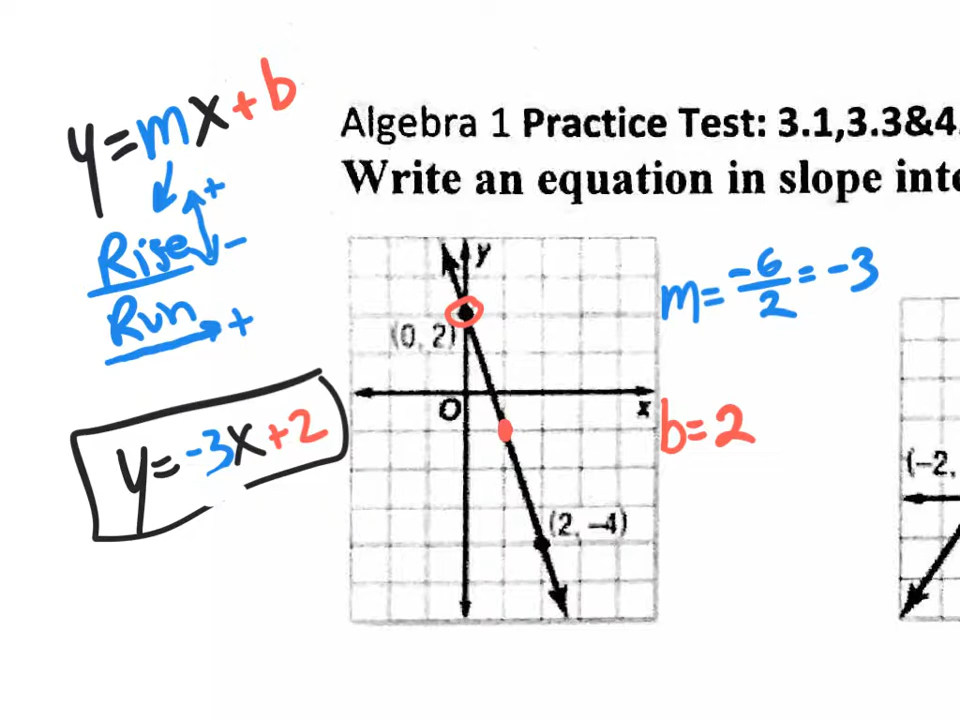 y=mx+b
Algebra 1 Practice Test: 3.1,3.3&4.
Write an equation in slope inte
+
Rise -
Run +
y
m=-6/2=-3
(0, 2)
O
x
b=2
y=-3x+2
(-2,
(2, -4)